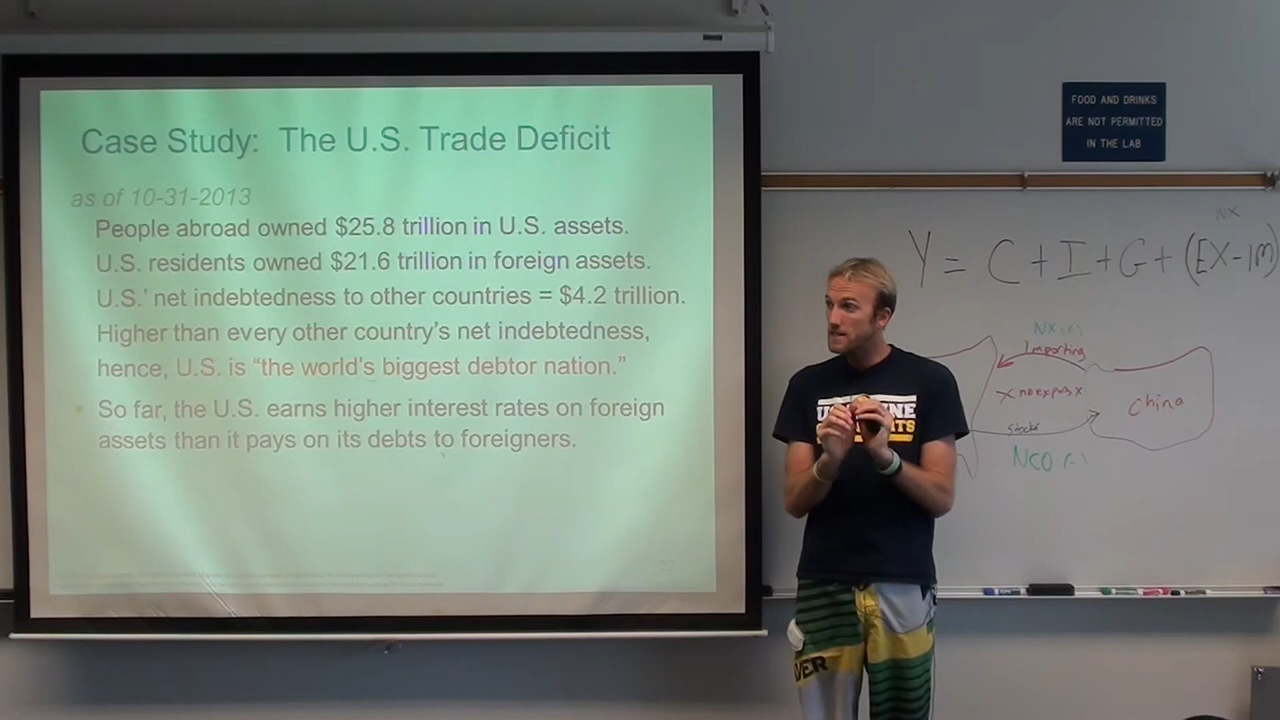 Case Study: The U.S. Trade Deficit
as of 10-31-2013
People abroad owned $25.8 trillion in U.S. assets.
U.S. residents owned $21.6 trillion in foreign assets.
U.S.' net indebtedness to other countries = $4.2 trillion.
Higher than every other country's net indebtedness,
hence, U.S. is “the world's biggest debtor nation.”
So far, the U.S. earns higher interest rates on foreign
assets than it pays on its debts to foreigners.
FOOD AND DRINKS
ARE NOT PERMITTED
IN THE LAB
NX
Y = C + I + G + (EX - IM)
NX (-)
Importing
X no exports X
China
Stocks
NCO (-)